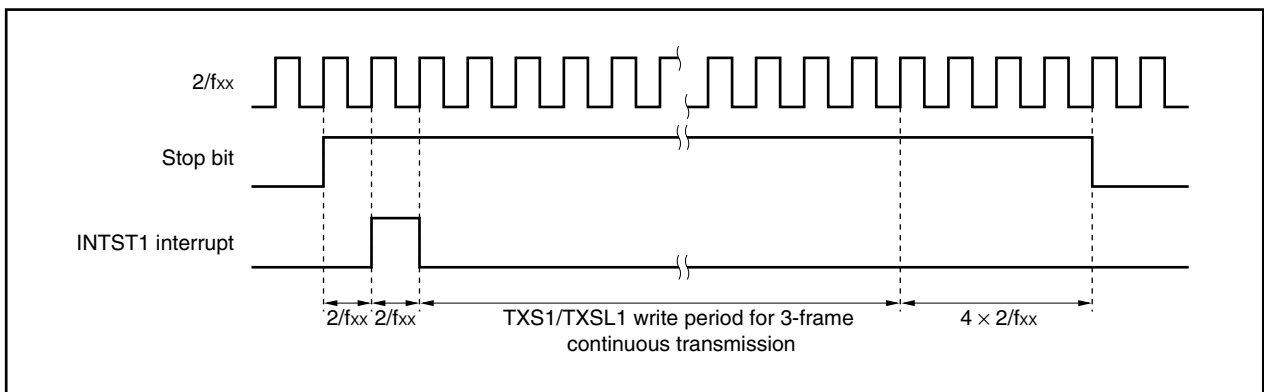 2/fxx
Stop bit
INTST1 interrupt
2/fxx 2/fxx
TXS1/TXSL1 write period for 3-frame
continuous transmission
4 × 2/fxx